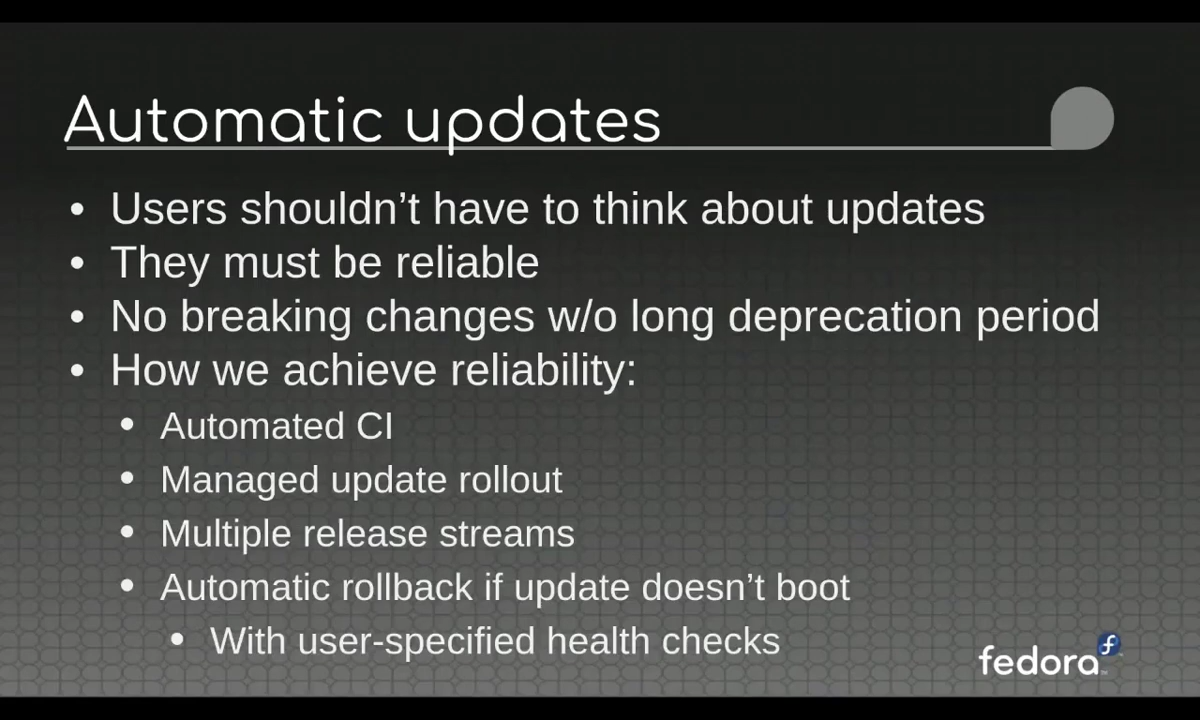 Automatic updates
• Users shouldn’t have to think about updates
• They must be reliable
• No breaking changes w/o long deprecation period
• How we achieve reliability:
• Automated CI
• Managed update rollout
• Multiple release streams
• Automatic rollback if update doesn’t boot
• With user-specified health checks
fedora